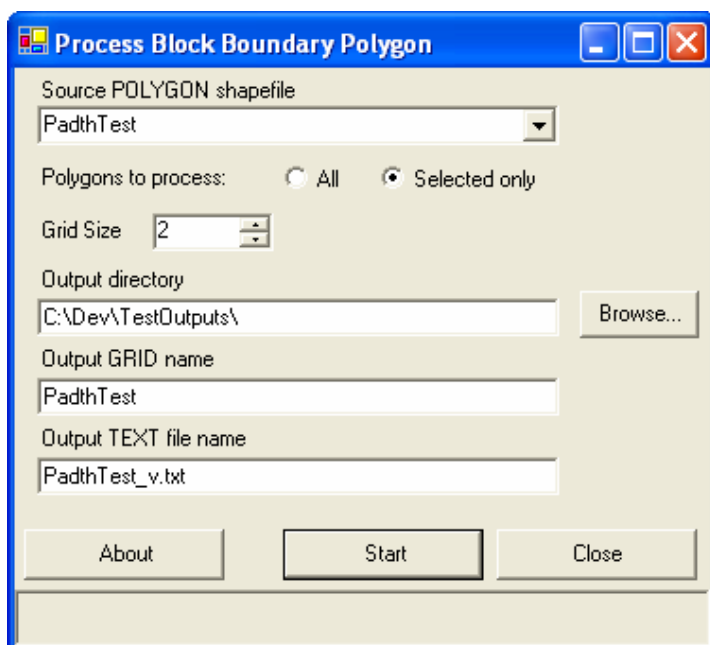 Process Block Boundary Polygon
Source POLYGON shapefile
PadthTest
Polygons to process: All Selected only
Grid Size 2
Output directory
C:\Dev\TestOutputs\ Browse...
Output GRID name
PadthTest
Output TEXT file name
PadthTest_v.txt
About Start Close